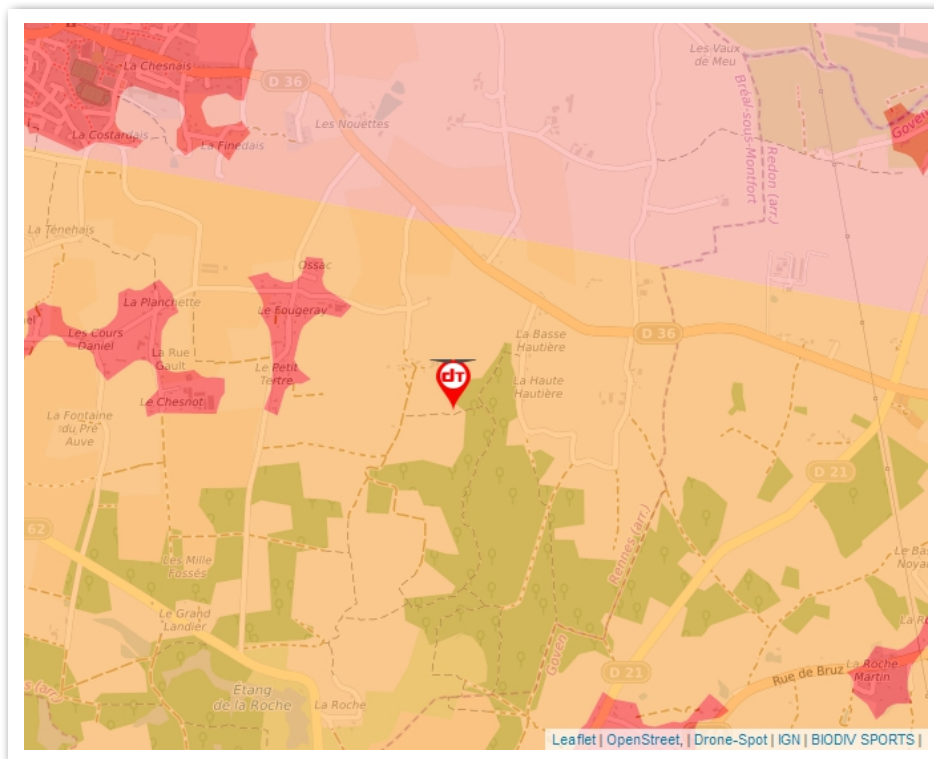 Les Vaux
de Meu
La Chesnais
D 36
Les Nouettes
Bréal-sous-Montfort
Redon (arr.)
Goven
La Costardais
La Finedais
La Ténehais
Ossac
La Planchette
Le Fougeray
Les Cours
Daniel
La Rue
Gault
Le Petit
Tertre
Le Chesnot
La Basse
Hautière
D 36
dT
La Haute
Hautière
La Fontaine
du Pré
Auve
D 21
62
Rennes (arr.)
Les Mille
Fossés
Le Grand
Landier
Goven
La Roche
Martin
D 21
Rue de Bruz
Étang
de la Roche
La Roche
Leaflet | OpenStreet, | Drone-Spot | IGN | BIODIV SPORTS |